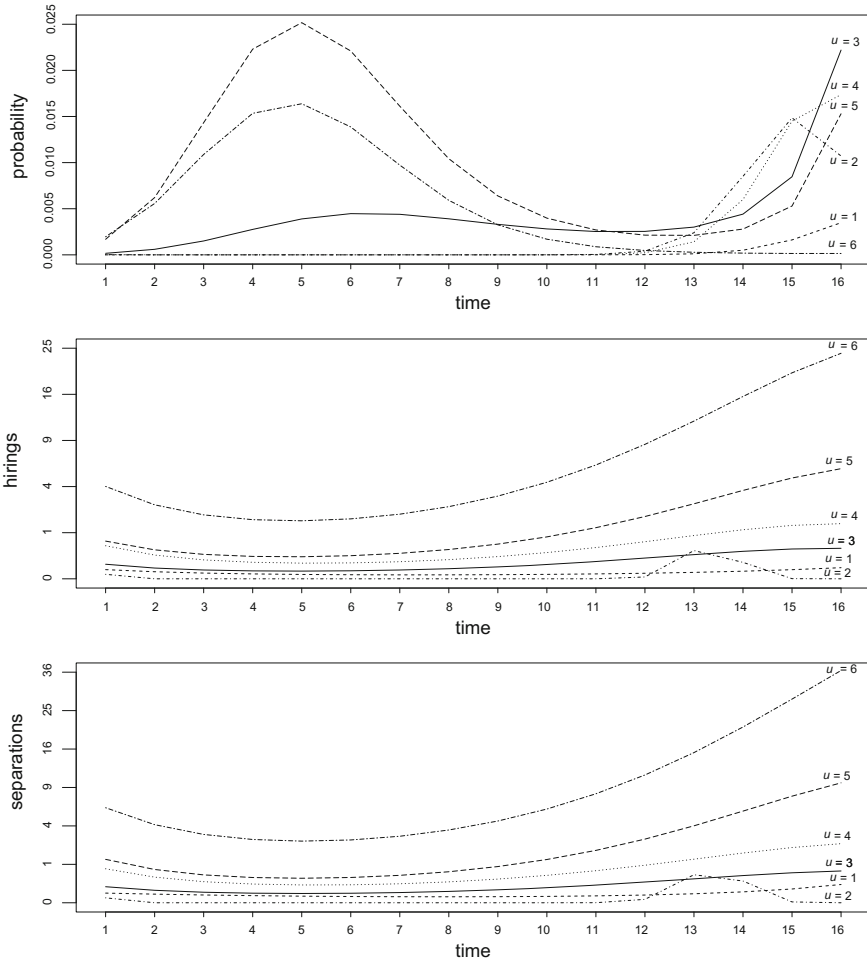 0.025
0.020
0.015
0.010
0.005
0.000
probability
u = 3
u = 4
u = 5
u = 2
u = 1
u = 6
1 2 3 4 5 6 7 8 9 10 11 12 13 14 15 16
time
25
16
9
4
1
0
hirings
u = 6
u = 5
u = 4
u = 3
u = 1
u = 2
1 2 3 4 5 6 7 8 9 10 11 12 13 14 15 16
time
36
25
16
9
4
1
0
separations
u = 6
u = 5
u = 4
u = 3
u = 1
u = 2
1 2 3 4 5 6 7 8 9 10 11 12 13 14 15 16
time